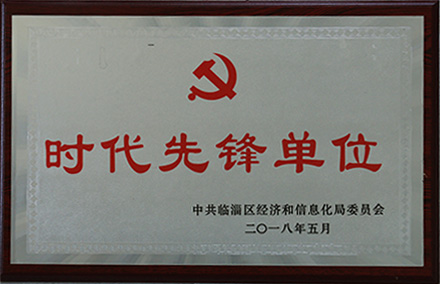 时代先锋单位
中共临淄区经济和信息化局委员会
二〇一八年五月